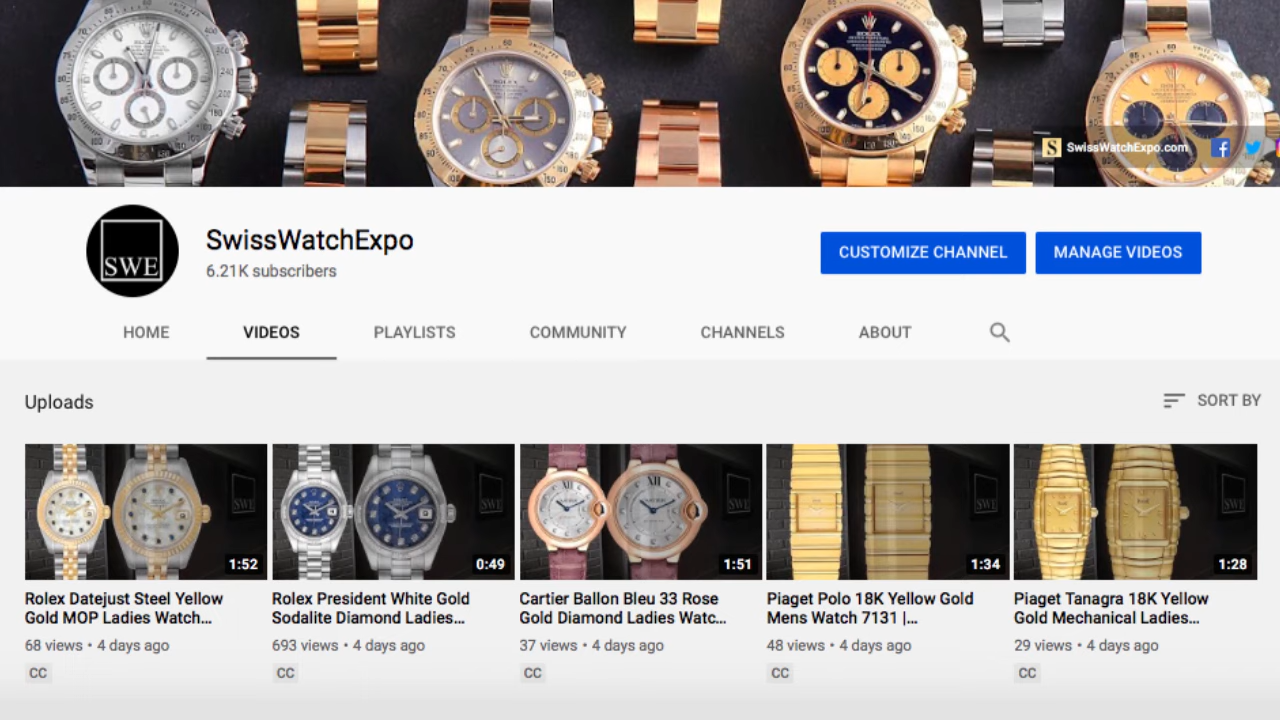 SwissWatchExpo.com
SWE
SwissWatchExpo
6.21K subscribers
CUSTOMIZE CHANNEL
MANAGE VIDEOS
HOME
VIDEOS
PLAYLISTS
COMMUNITY
CHANNELS
ABOUT
Uploads
SORT BY
1:52
0:49
1:51
1:34
1:28
Rolex Datejust Steel Yellow
Gold MOP Ladies Watch...
68 views • 4 days ago
CC
Rolex President White Gold
Sodalite Diamond Ladies...
693 views • 4 days ago
CC
Cartier Ballon Bleu 33 Rose
Gold Diamond Ladies Watc...
37 views • 4 days ago
CC
Piaget Polo 18K Yellow Gold
Mens Watch 7131 |...
48 views • 4 days ago
CC
Piaget Tanagra 18K Yellow
Gold Mechanical Ladies...
29 views • 4 days ago
CC